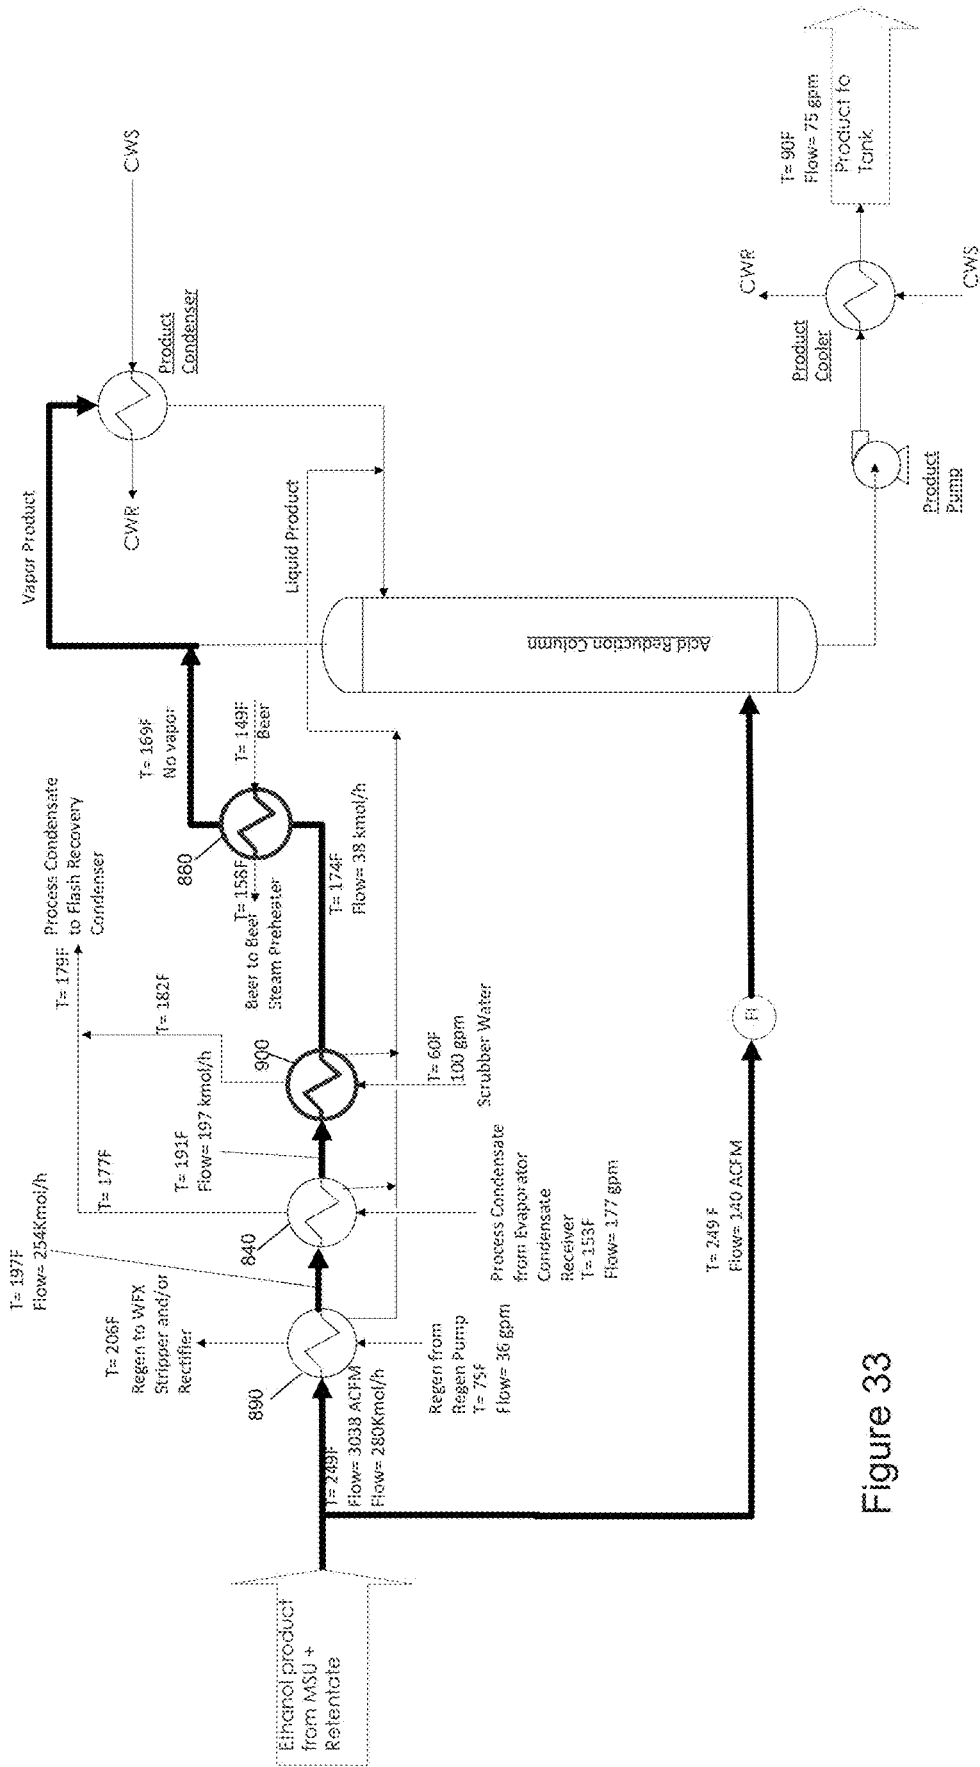 Ethanol product
from MSU +
Retentate
T= 249F
Flow= 3038 ACFM
Flow= 280Kmol/h
890
T= 206F
Regen to WFX
Stripper and/or
Rectifier
Regen from
Regen Pump
T= 75F
Flow= 36 gpm
T= 197F
Flow= 254Kmol/h
840
T= 177F
Process Condensate
from Evaporator
Condensate
Receiver
T= 153F
Flow= 177 gpm
T= 191F
Flow= 197 kmol/h
900
T= 182F
T= 60F
100 gpm
Scrubber Water
T= 179F
Process Condensate
to Flash Recovery
Condenser
T= 174F
Flow= 38 kmol/h
880
T= 158F
Beer to Beer
Steam Preheater
T= 149F
Beer
T= 169F
No vapor
Vapor Product
Liquid Product
CWR
CWS
Product
Condenser
Acid Reduction Column
T= 249 F
Flow= 140 ACFM
FI
Product
Pump
Product
Cooler
CWR
CWS
T= 90F
Flow= 75 gpm
Product to
Tank
Figure 33